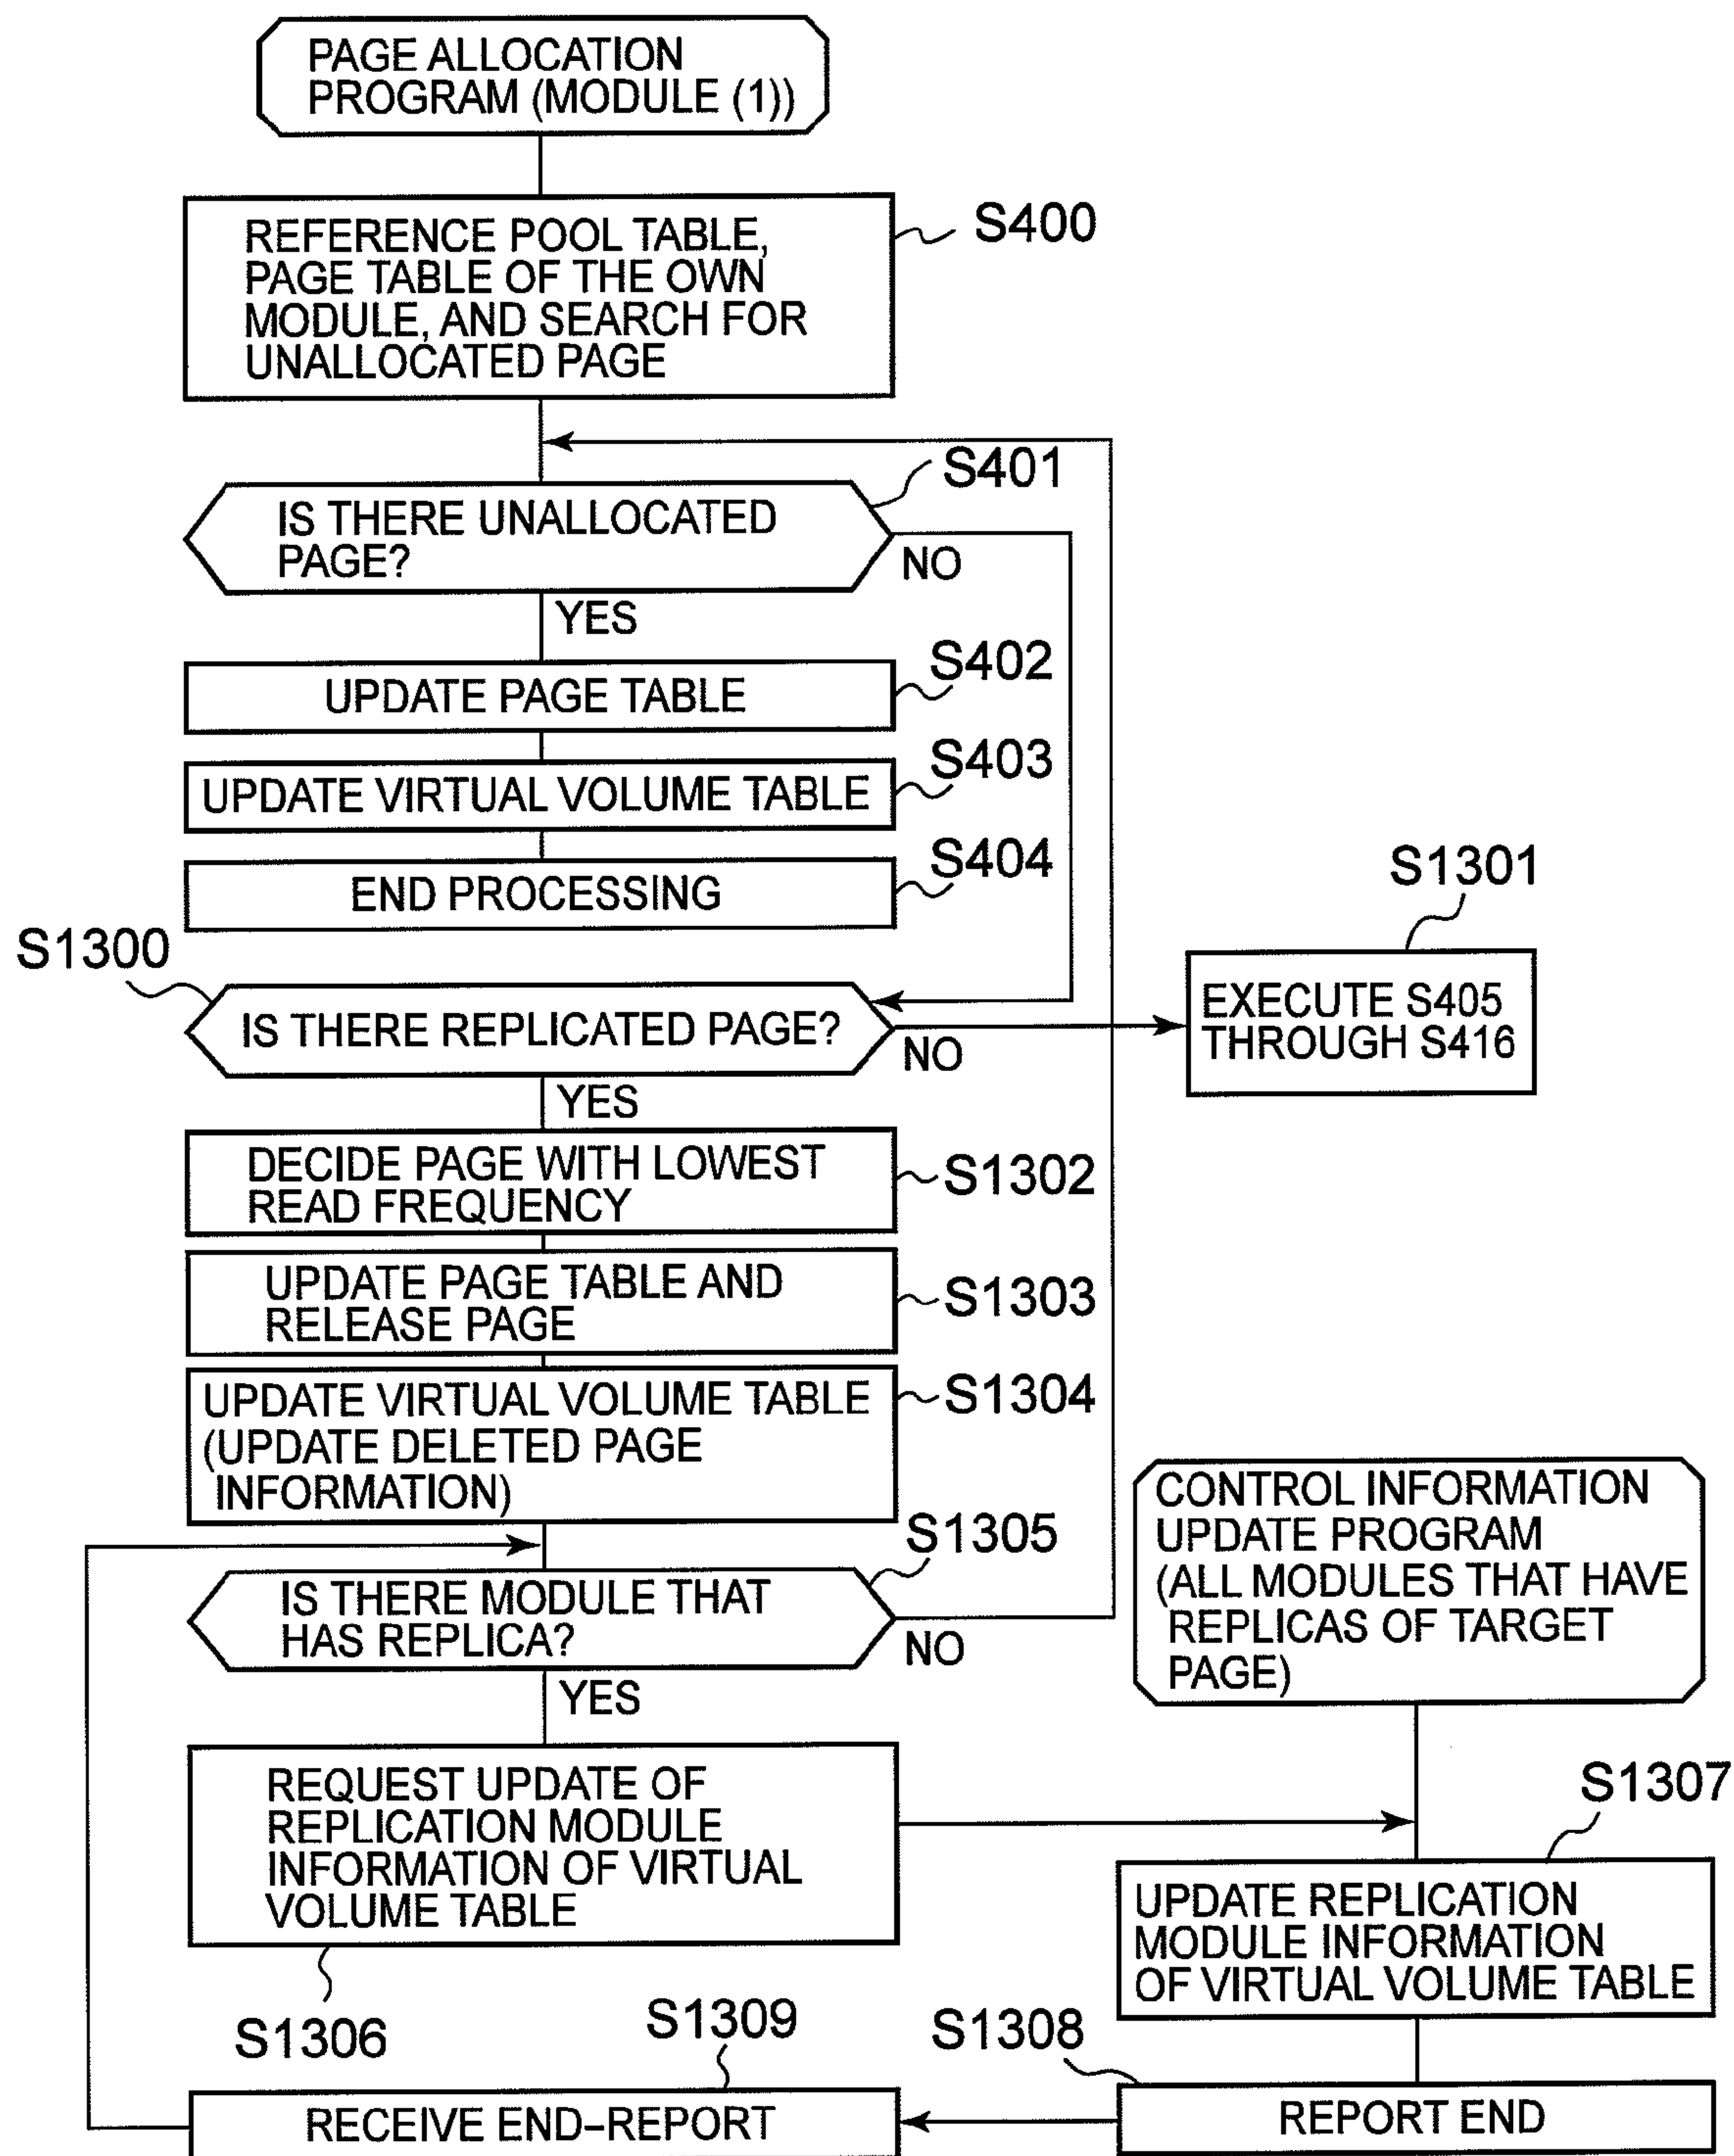 PAGE ALLOCATION
PROGRAM (MODULE (1))
REFERENCE POOL TABLE,
PAGE TABLE OF THE OWN
MODULE, AND SEARCH FOR
UNALLOCATED PAGE
S400
IS THERE UNALLOCATED
PAGE?
S401
NO
YES
UPDATE PAGE TABLE
S402
UPDATE VIRTUAL VOLUME TABLE
S403
END PROCESSING
S404
S1300
IS THERE REPLICATED PAGE?
NO
YES
S1301
EXECUTE S405
THROUGH S416
DECIDE PAGE WITH LOWEST
READ FREQUENCY
S1302
UPDATE PAGE TABLE AND
RELEASE PAGE
S1303
UPDATE VIRTUAL VOLUME TABLE
(UPDATE DELETED PAGE
INFORMATION)
S1304
IS THERE MODULE THAT
HAS REPLICA?
S1305
NO
YES
CONTROL INFORMATION
UPDATE PROGRAM
(ALL MODULES THAT HAVE
REPLICAS OF TARGET
PAGE)
REQUEST UPDATE OF
REPLICATION MODULE
INFORMATION OF VIRTUAL
VOLUME TABLE
S1306
S1307
UPDATE REPLICATION
MODULE INFORMATION
OF VIRTUAL VOLUME TABLE
S1308
REPORT END
S1309
RECEIVE END-REPORT